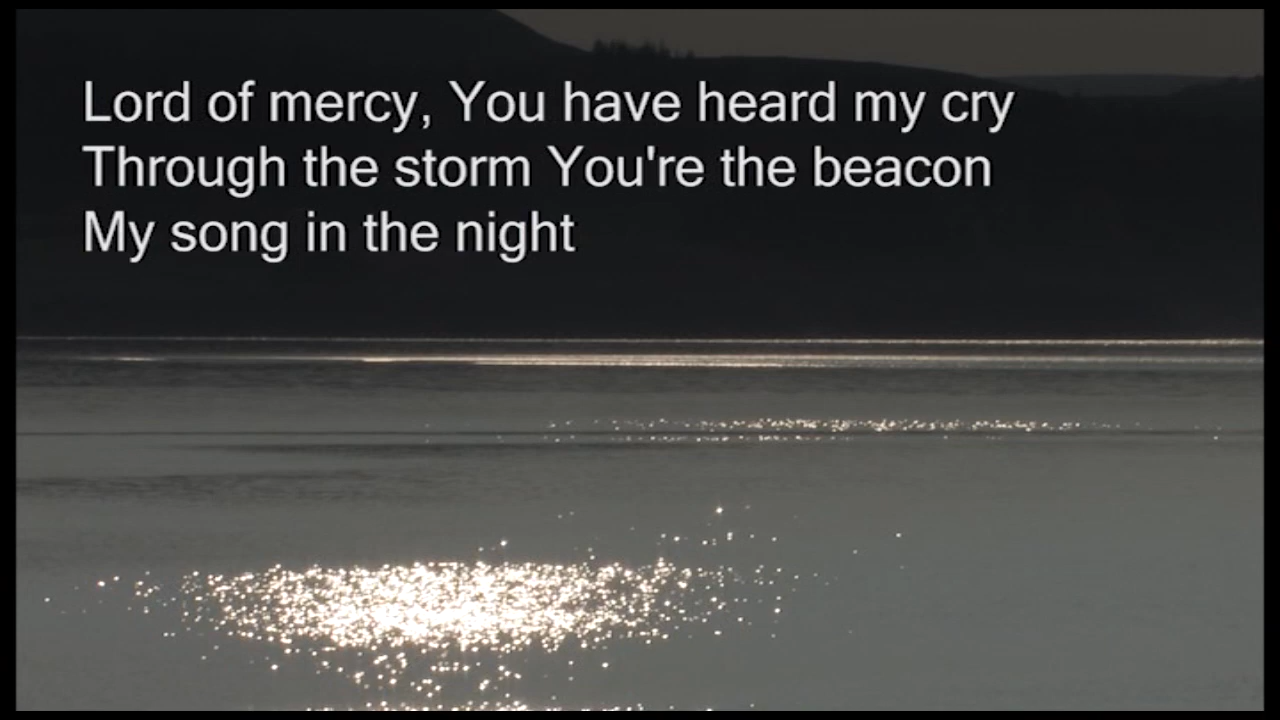 Lord of mercy, You have heard my cry
Through the storm You're the beacon
My song in the night